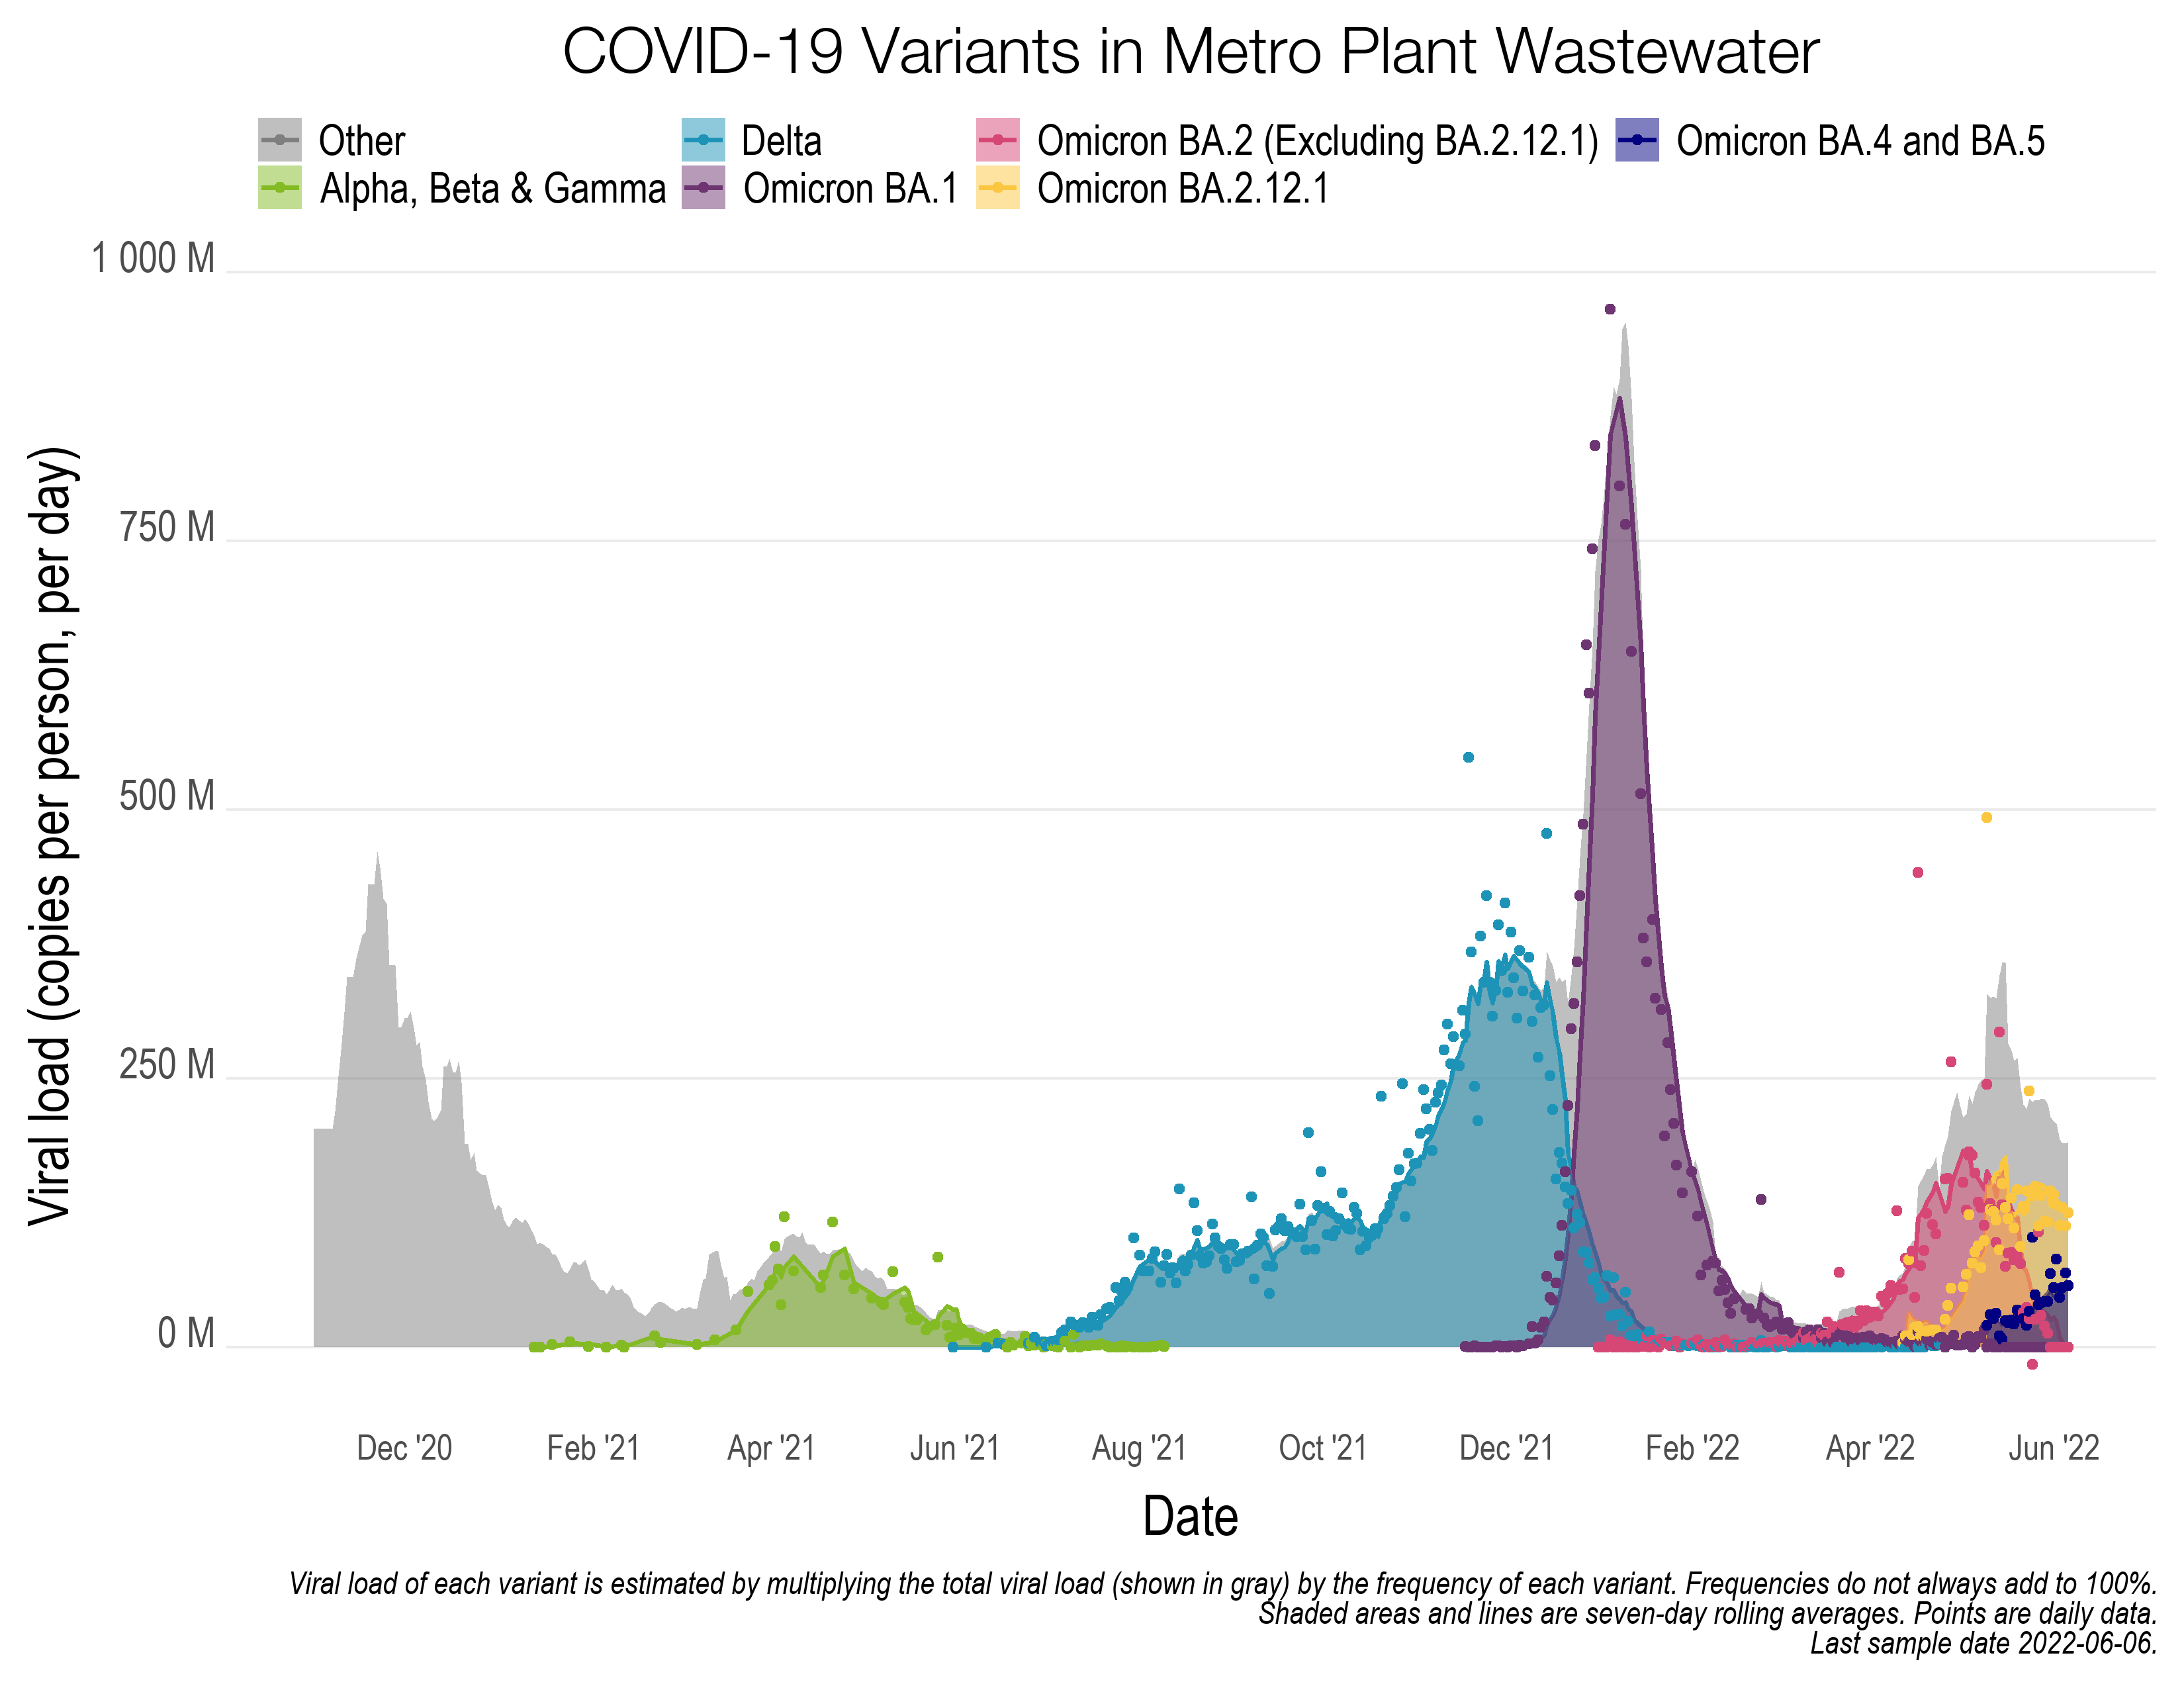 COVID-19 Variants in Metro Plant Wastewater
Other
Delta
Omicron BA.2 (Excluding BA.2.12.1)
Omicron BA.4 and BA.5
Alpha, Beta & Gamma
Omicron BA.1
Omicron BA.2.12.1
Viral load (copies per person, per day)
1 000 M
750 M
500 M
250 M
0 M
Dec '20
Feb '21
Apr '21
Jun '21
Aug '21
Oct '21
Dec '21
Feb '22
Apr '22
Jun '22
Date
Viral load of each variant is estimated by multiplying the total viral load (shown in gray) by the frequency of each variant. Frequencies do not always add to 100%.
Shaded areas and lines are seven-day rolling averages. Points are daily data.
Last sample date 2022-06-06.